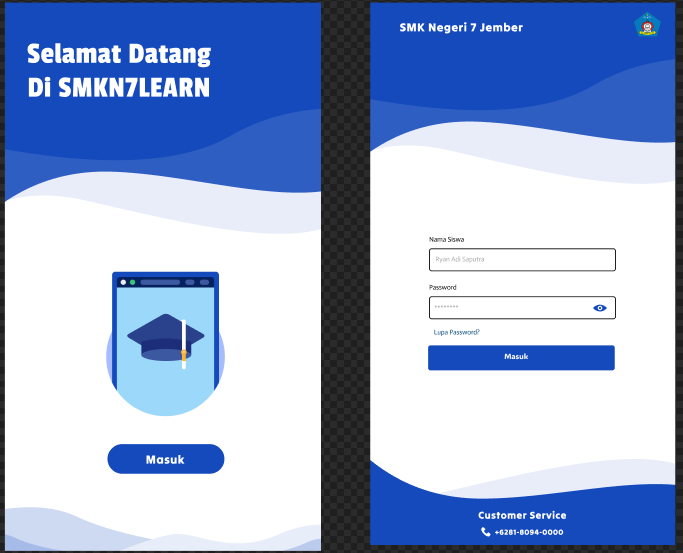 Selamat Datang
Di SMKN7LEARN
Masuk
SMK Negeri 7 Jember
Nama Siswa
Ryan Adi Saputra
Password
********
Lupa Password?
Masuk
Customer Service
+6281-8094-0000